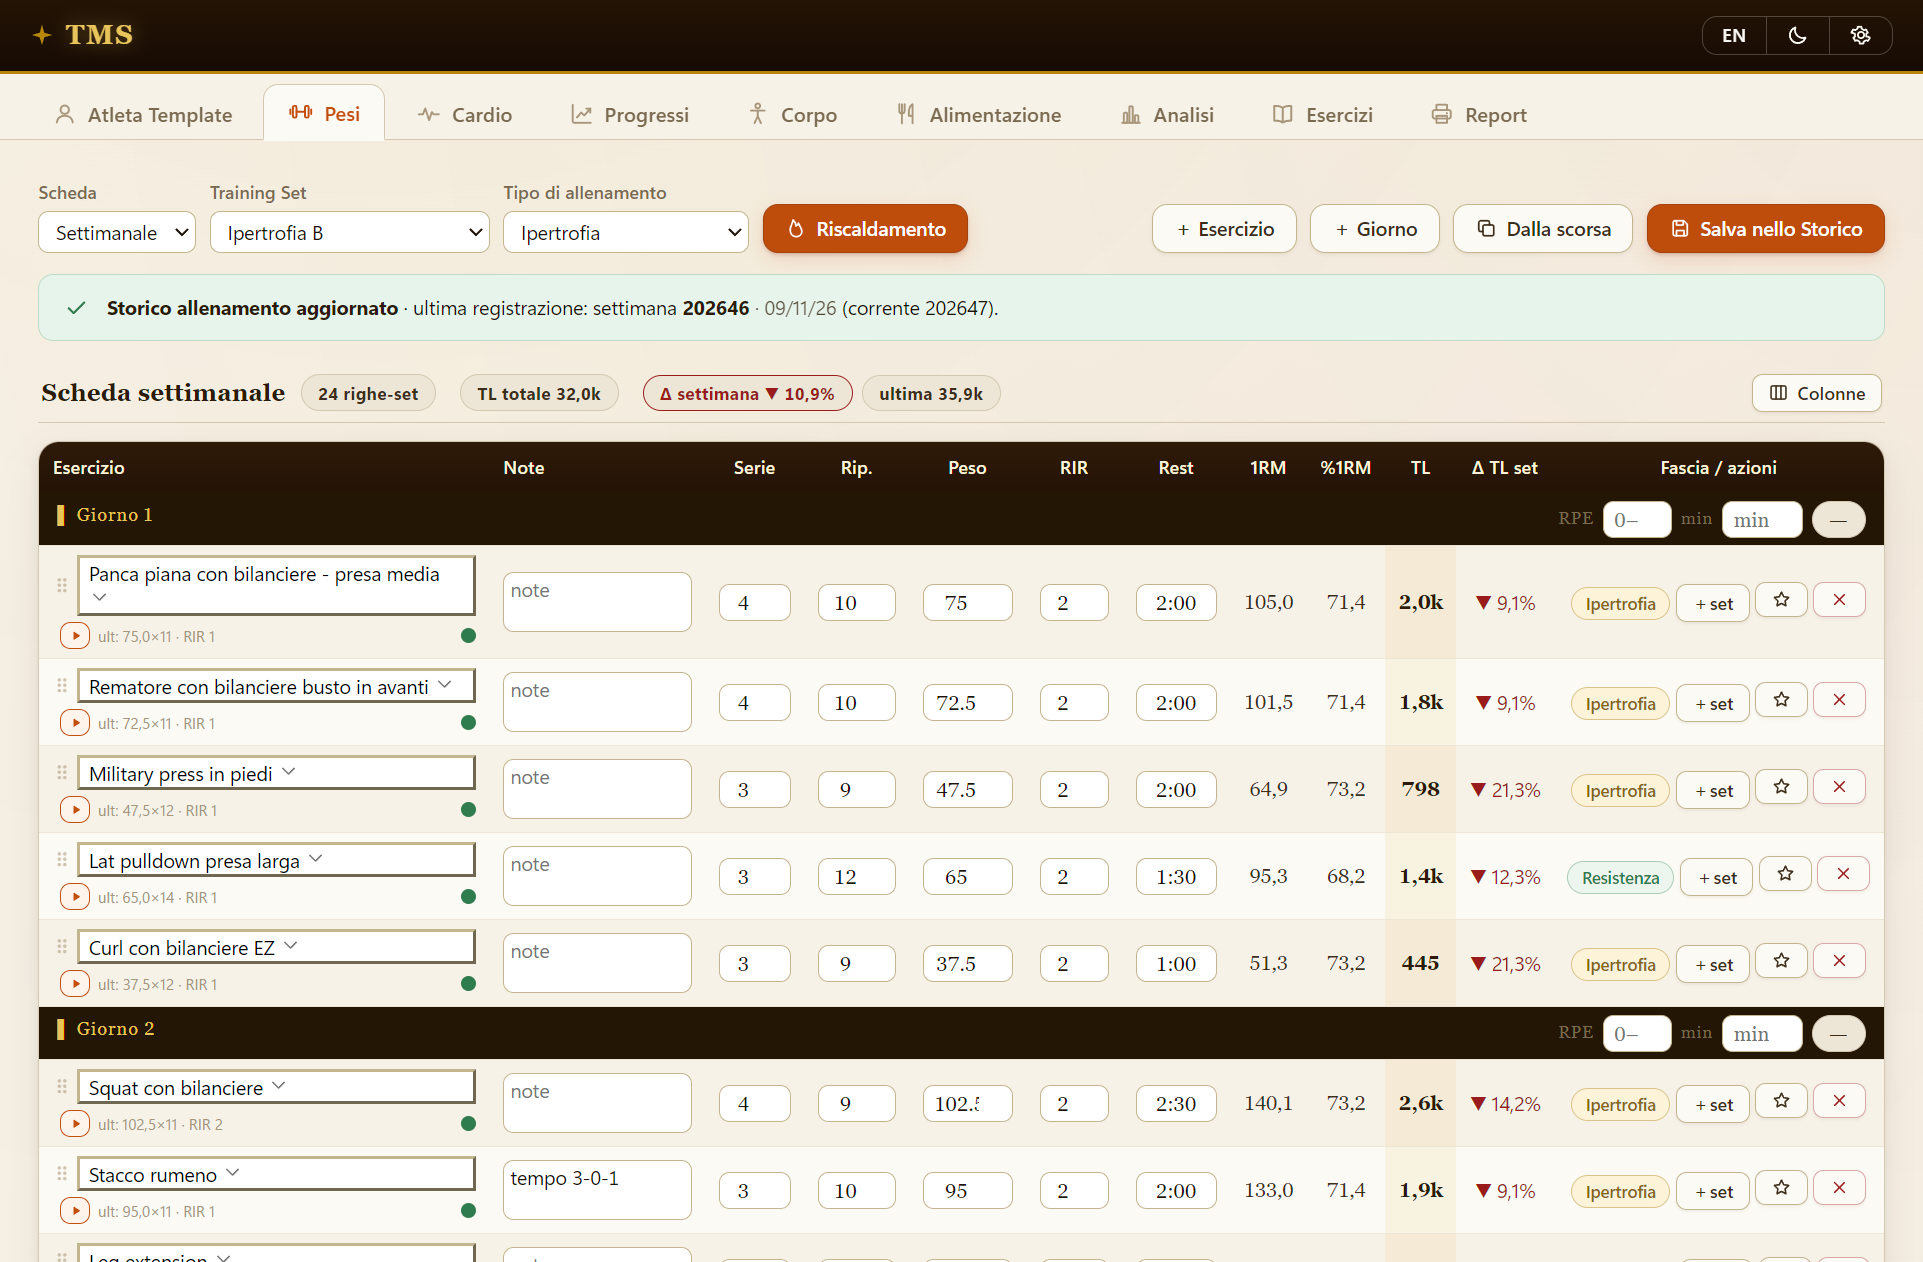 TMS
EN
Atleta Template
Pesi
Cardio
Progressi
Corpo
Alimentazione
Analisi
Esercizi
Report
Scheda
Training Set
Tipo di allenamento
Settimanale
Ipertrofia B
Ipertrofia
Riscaldamento
+ Esercizio
+ Giorno
Dalla scorsa
Salva nello Storico
Storico allenamento aggiornato · ultima registrazione: settimana 202646 · 09/11/26 (corrente 202647).
Scheda settimanale
24 righe-set
TL totale 32,0k
Δ settimana ▼ 10,9%
ultima 35,9k
Colonne
Esercizio Note Serie Rip. Peso RIR Rest 1RM %1RM TL Δ TL set Fascia / azioni
Giorno 1
RPE 0– min min —
Panca piana con bilanciere - presa media
note 4 10 75 2 2:00 105,0 71,4 2,0k ▼ 9,1% Ipertrofia + set
ult: 75,0×11 · RIR 1
Rematore con bilanciere busto in avanti
note 4 10 72.5 2 2:00 101,5 71,4 1,8k ▼ 9,1% Ipertrofia + set
ult: 72,5×11 · RIR 1
Military press in piedi
note 3 9 47.5 2 2:00 64,9 73,2 798 ▼ 21,3% Ipertrofia + set
ult: 47,5×12 · RIR 1
Lat pulldown presa larga
note 3 12 65 2 1:30 95,3 68,2 1,4k ▼ 12,3% Resistenza + set
ult: 65,0×14 · RIR 1
Curl con bilanciere EZ
note 3 9 37.5 2 1:00 51,3 73,2 445 ▼ 21,3% Ipertrofia + set
ult: 37,5×12 · RIR 1
Giorno 2
RPE 0– min min —
Squat con bilanciere
note 4 9 102.5 2 2:30 140,1 73,2 2,6k ▼ 14,2% Ipertrofia + set
ult: 102,5×11 · RIR 2
Stacco rumeno
tempo 3-0-1 3 10 95 2 2:00 133,0 71,4 1,9k ▼ 9,1% Ipertrofia + set
ult: 95,0×11 · RIR 1
Leg extension